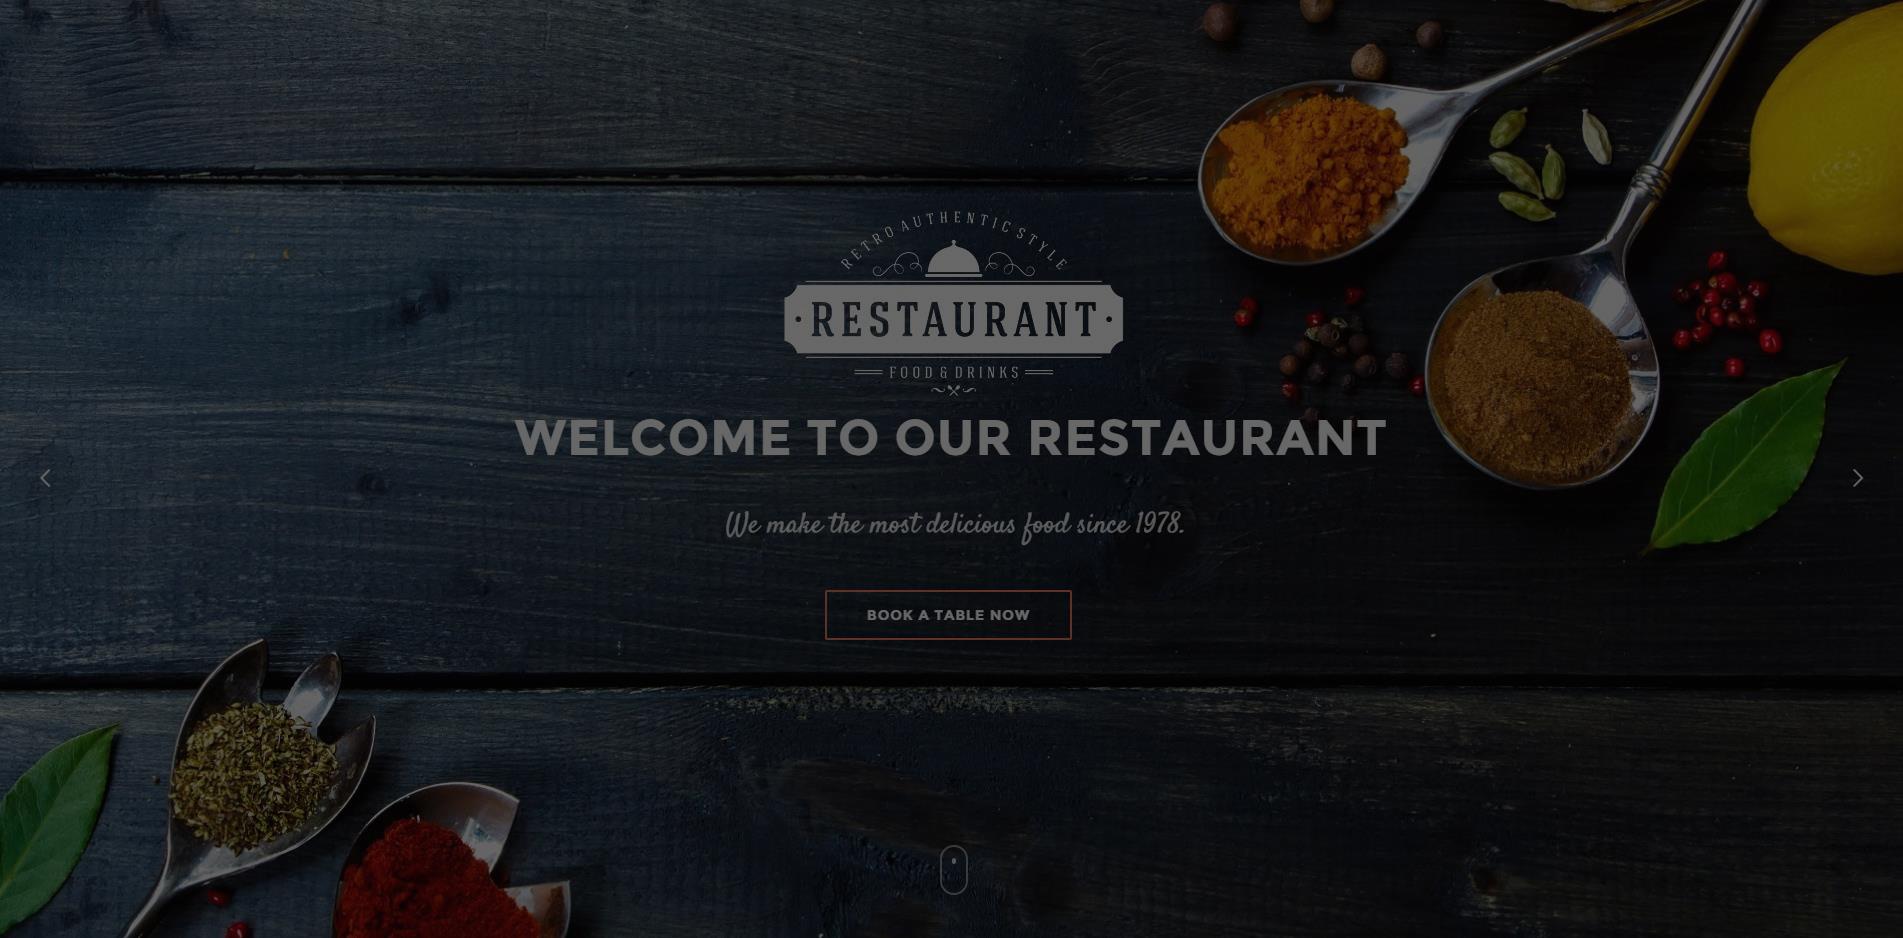 RETRO AUTHENTIC STYLE
RESTAURANT
FOOD & DRINKS
WELCOME TO OUR RESTAURANT
We make the most delicious food since 1978.
BOOK A TABLE NOW